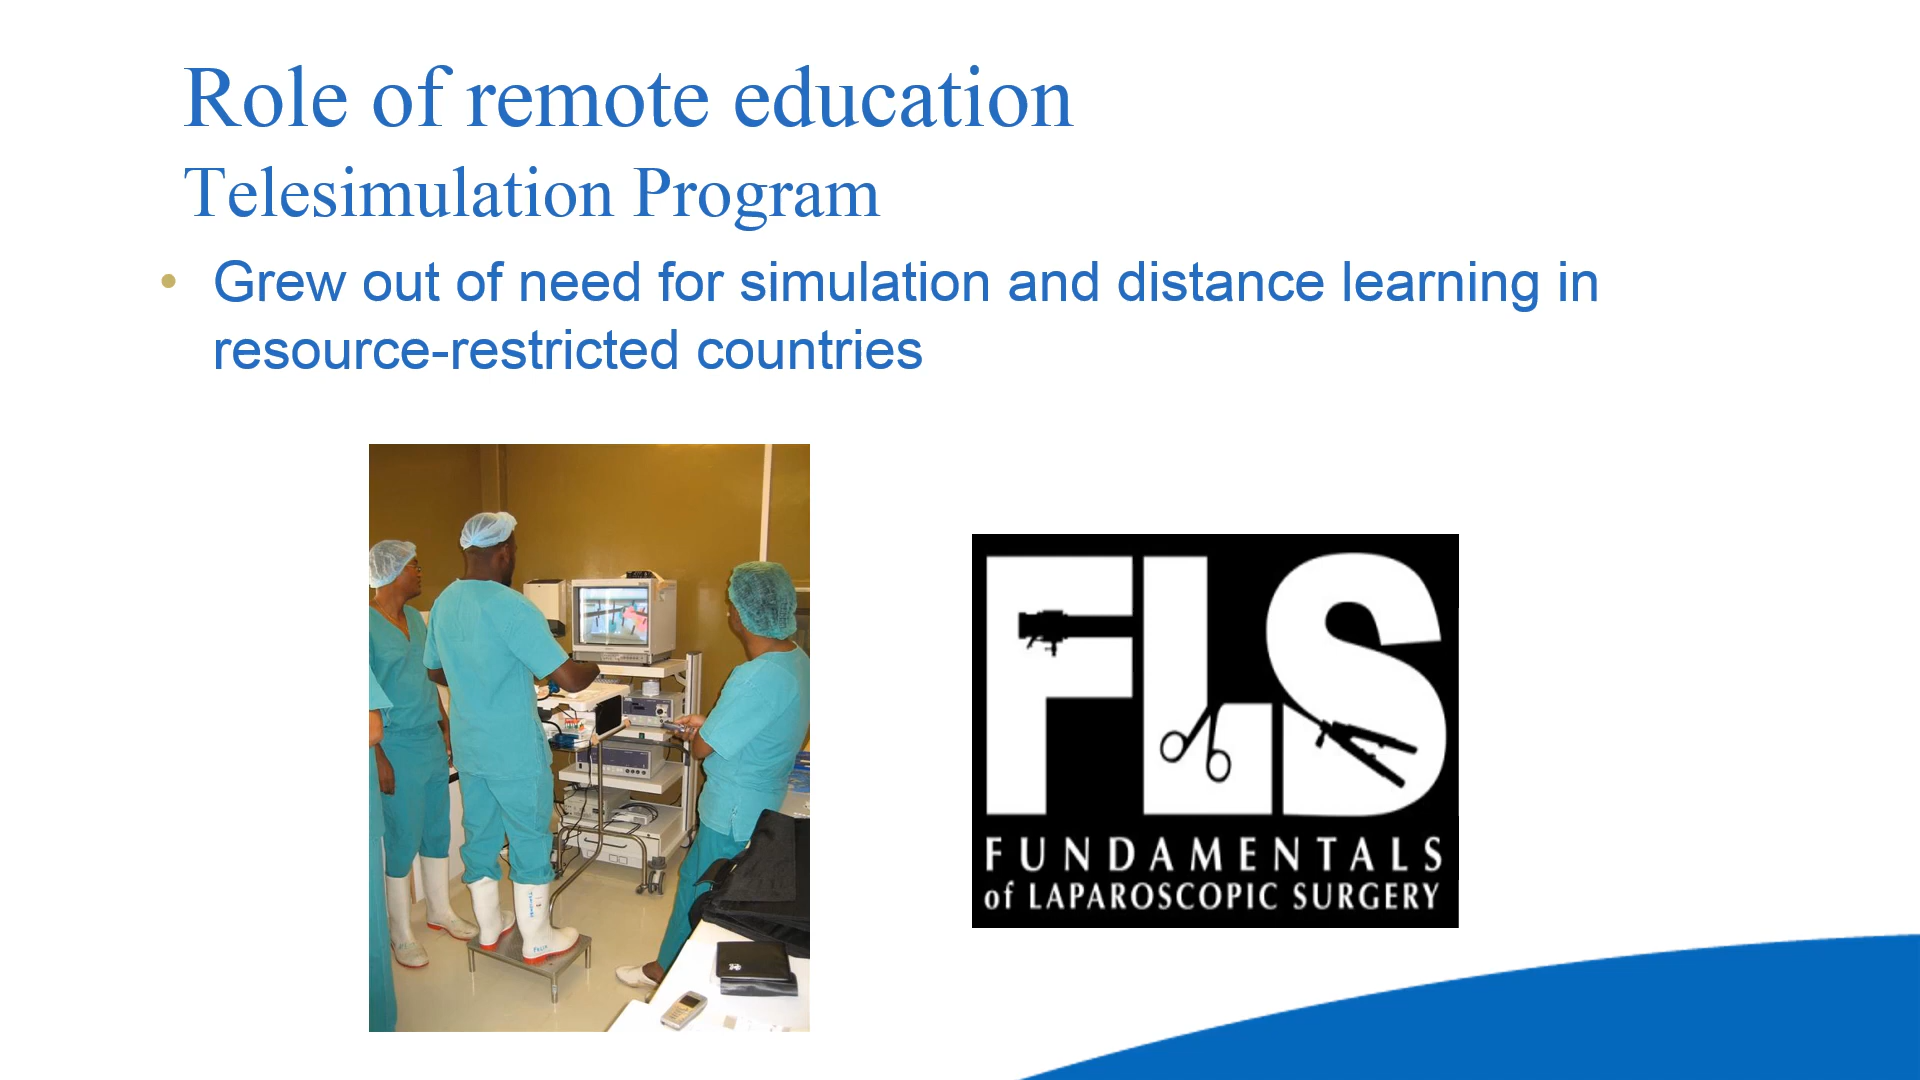 Role of remote education
Telesimulation Program
• Grew out of need for simulation and distance learning in
resource-restricted countries
FLS
FUNDAMENTALS
of LAPAROSCOPIC SURGERY